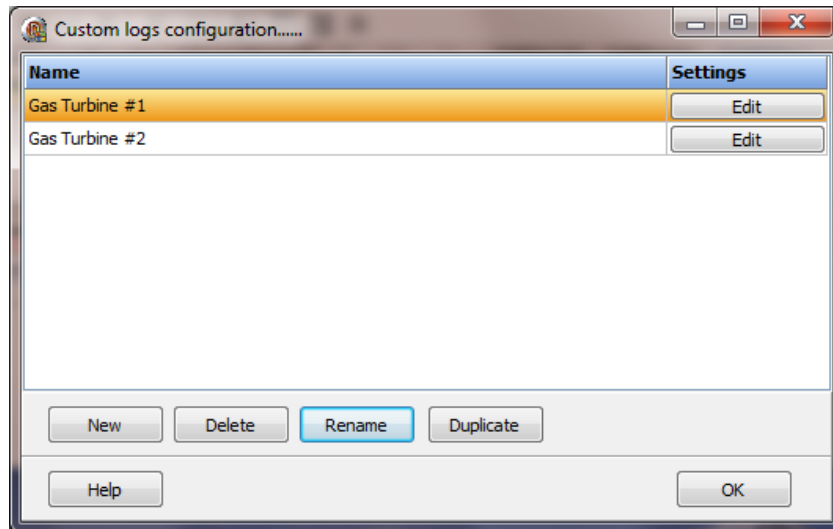 Custom logs configuration......
Name Settings
Gas Turbine #1 Edit
Gas Turbine #2 Edit
New Delete Rename Duplicate
Help OK